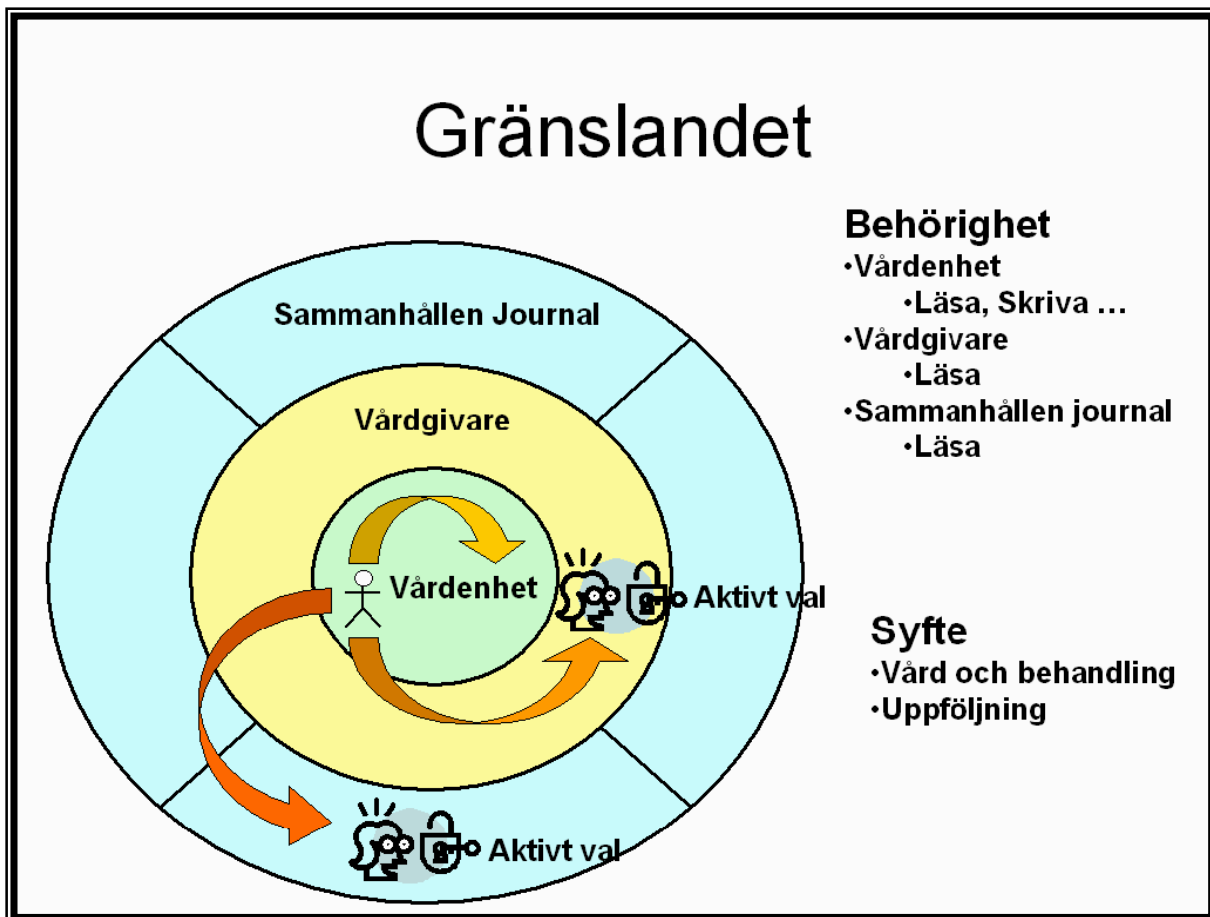 Gränslandet
Sammanhållen Journal
Vårdgivare
Vårdenhet
Aktivt val
Aktivt val
Behörighet
•Vårdenhet
•Läsa, Skriva ...
•Vårdgivare
•Läsa
•Sammanhållen journal
•Läsa
Syfte
•Vård och behandling
•Uppföljning